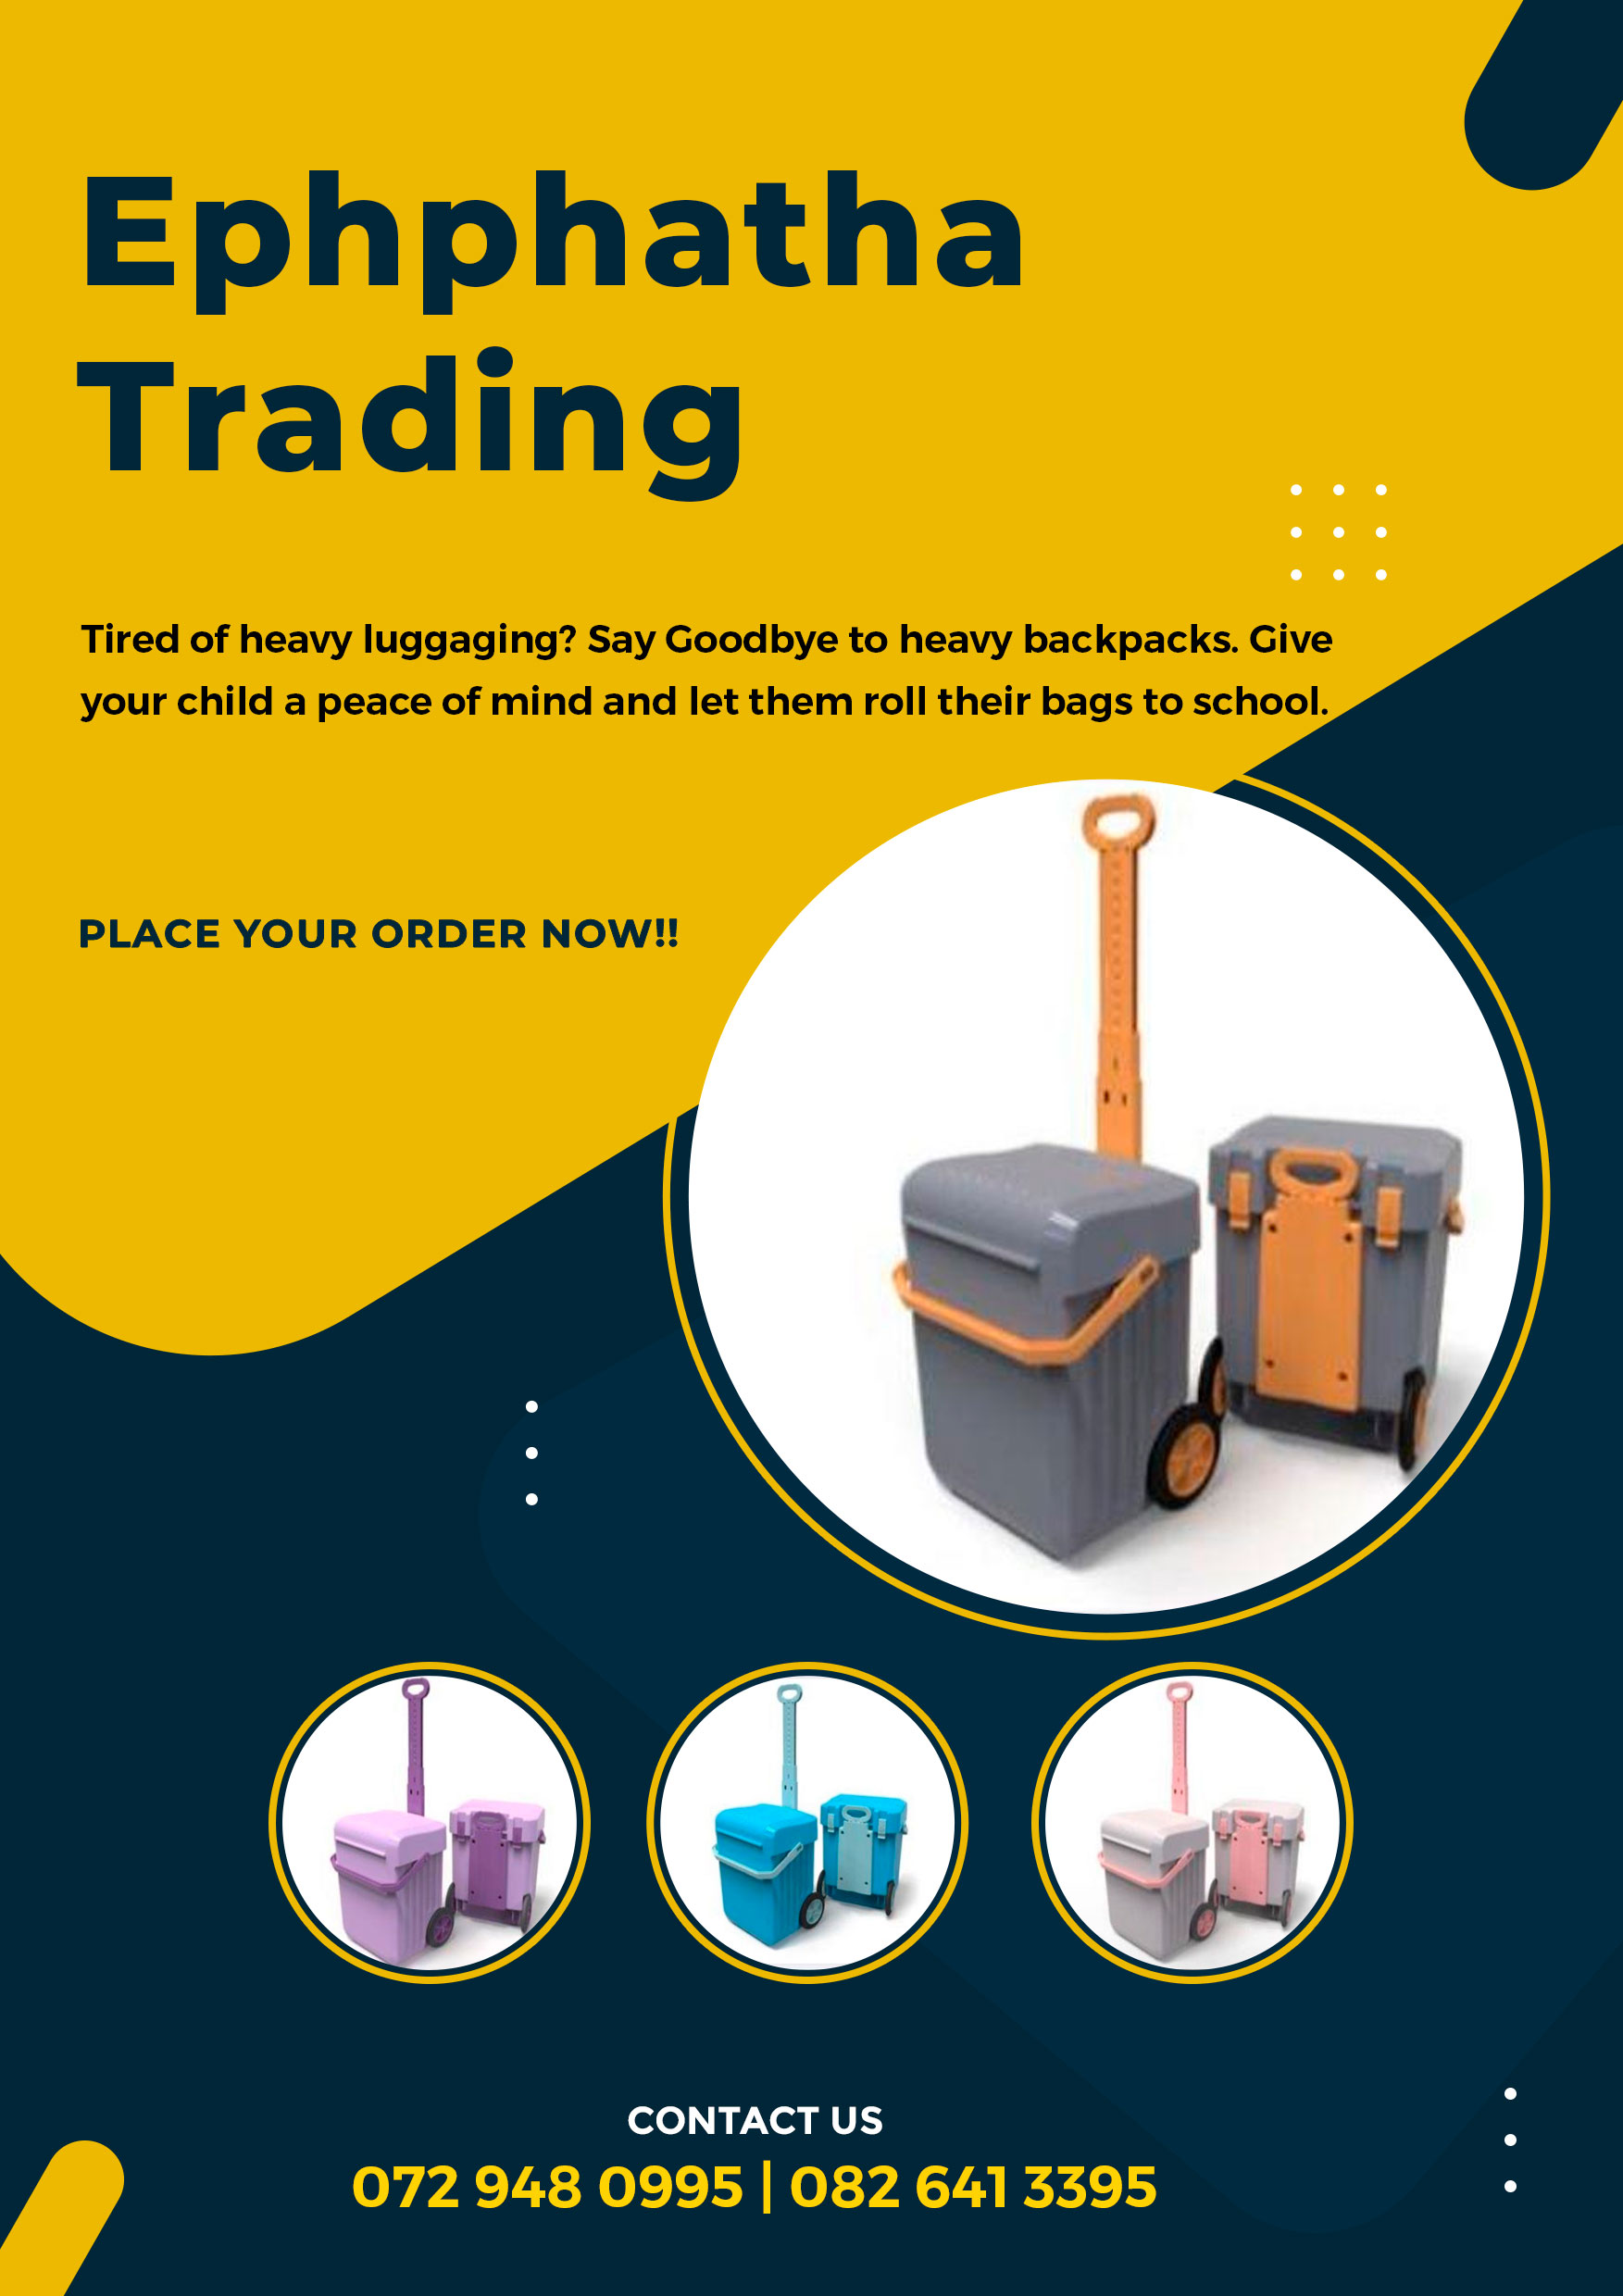 Ephphatha
Trading
Tired of heavy luggaging? Say Goodbye to heavy backpacks. Give
your child a peace of mind and let them roll their bags to school.
PLACE YOUR ORDER NOW!!
CONTACT US
072 948 0995 | 082 641 3395